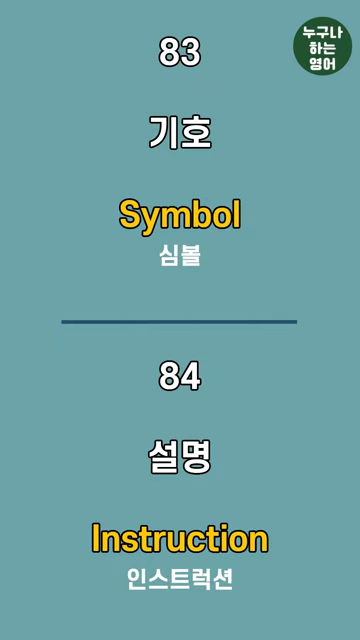 83
누구나
하는
영어
기호
Symbol
심볼
84
설명
Instruction
인스트럭션